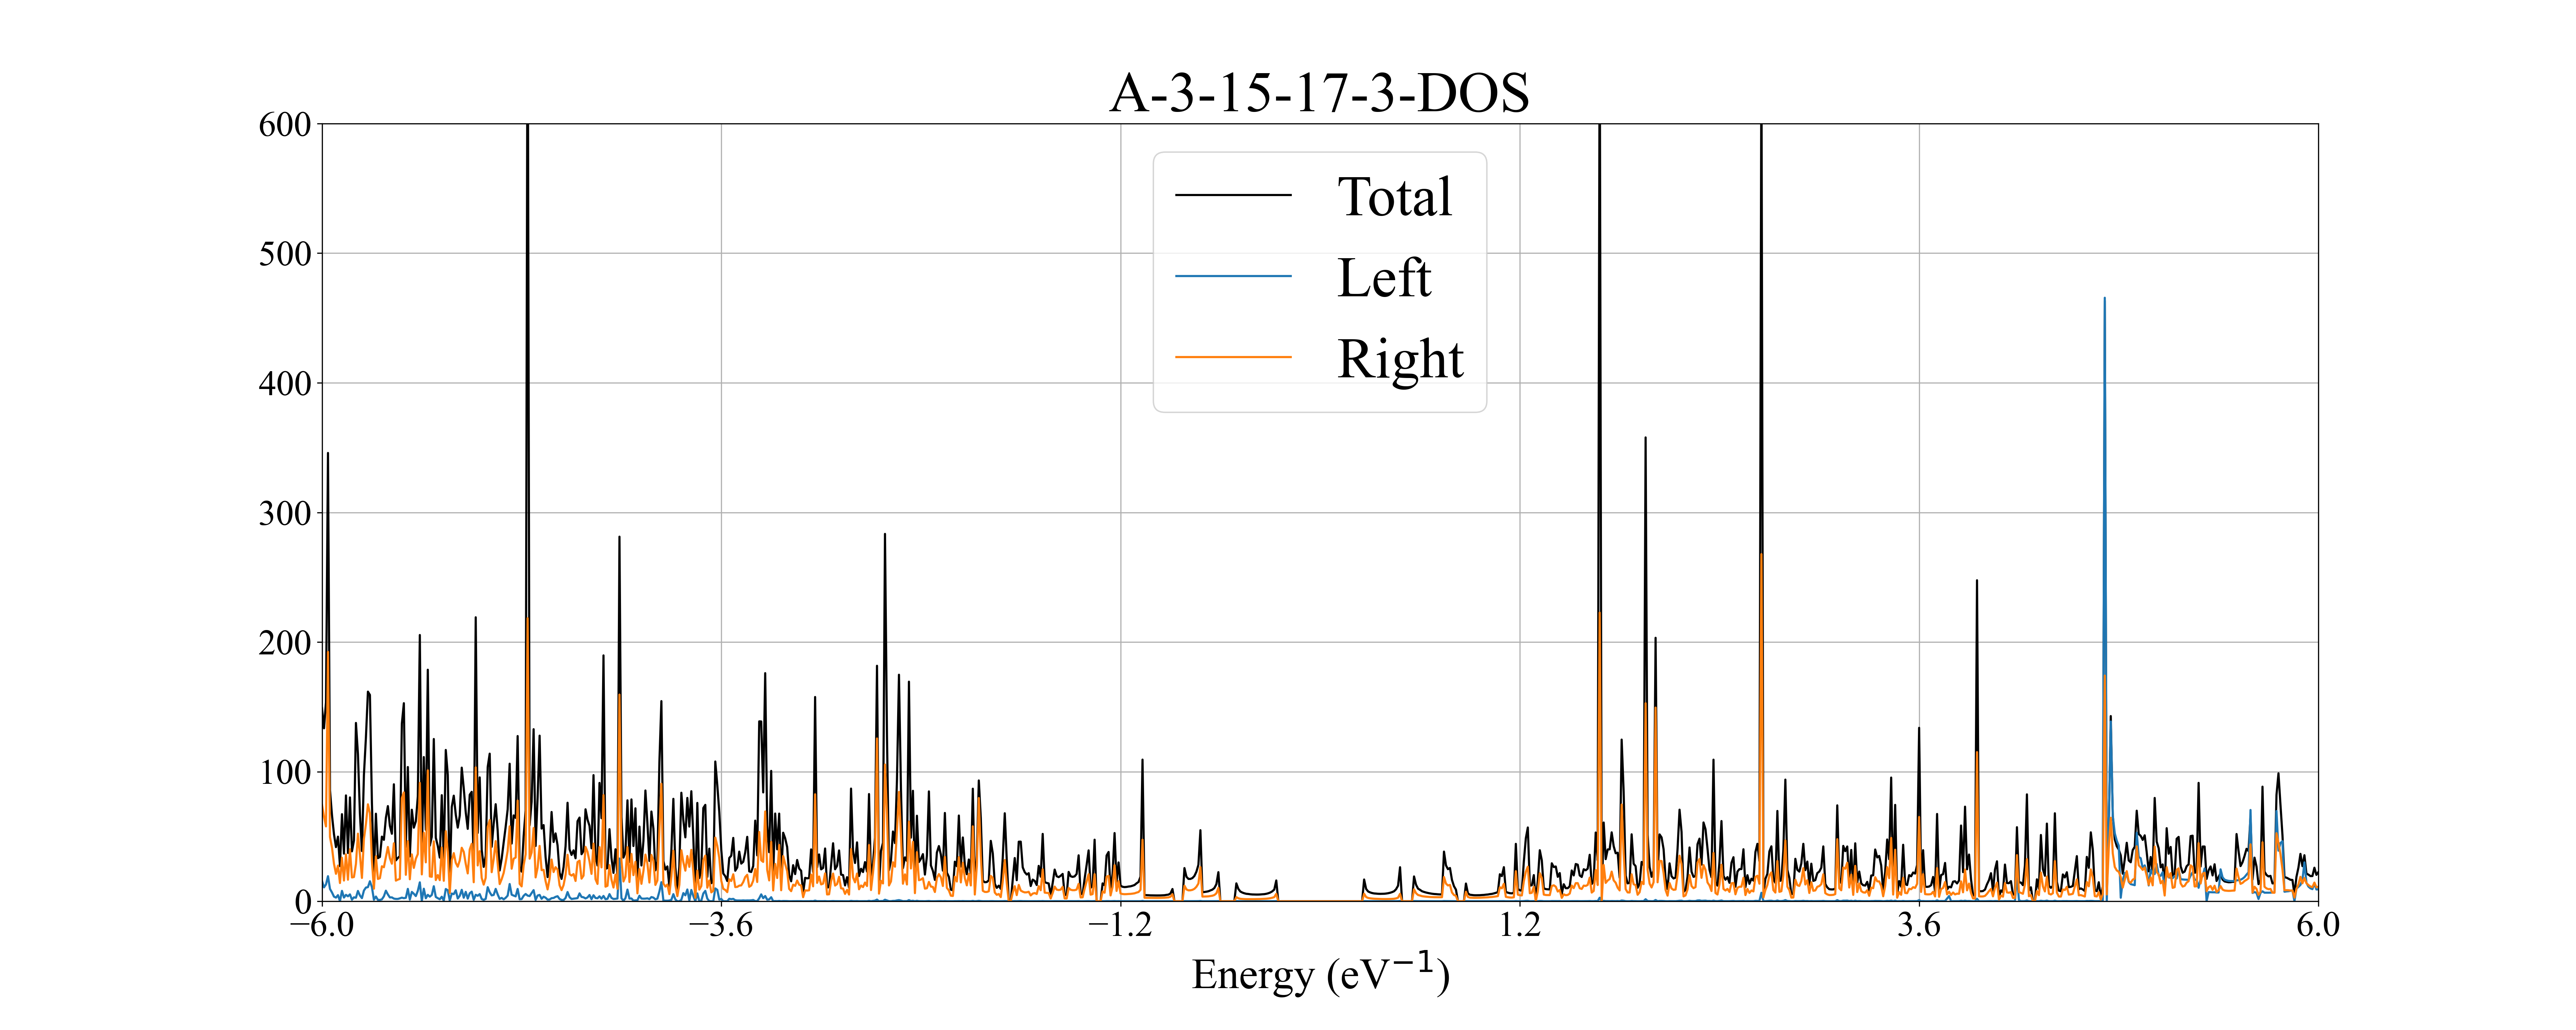 A-3-15-17-3-DOS
600
500
400
300
200
100
0
Total
Left
Right
−6.0
−3.6
−1.2
1.2
3.6
6.0
Energy (eV⁻¹)